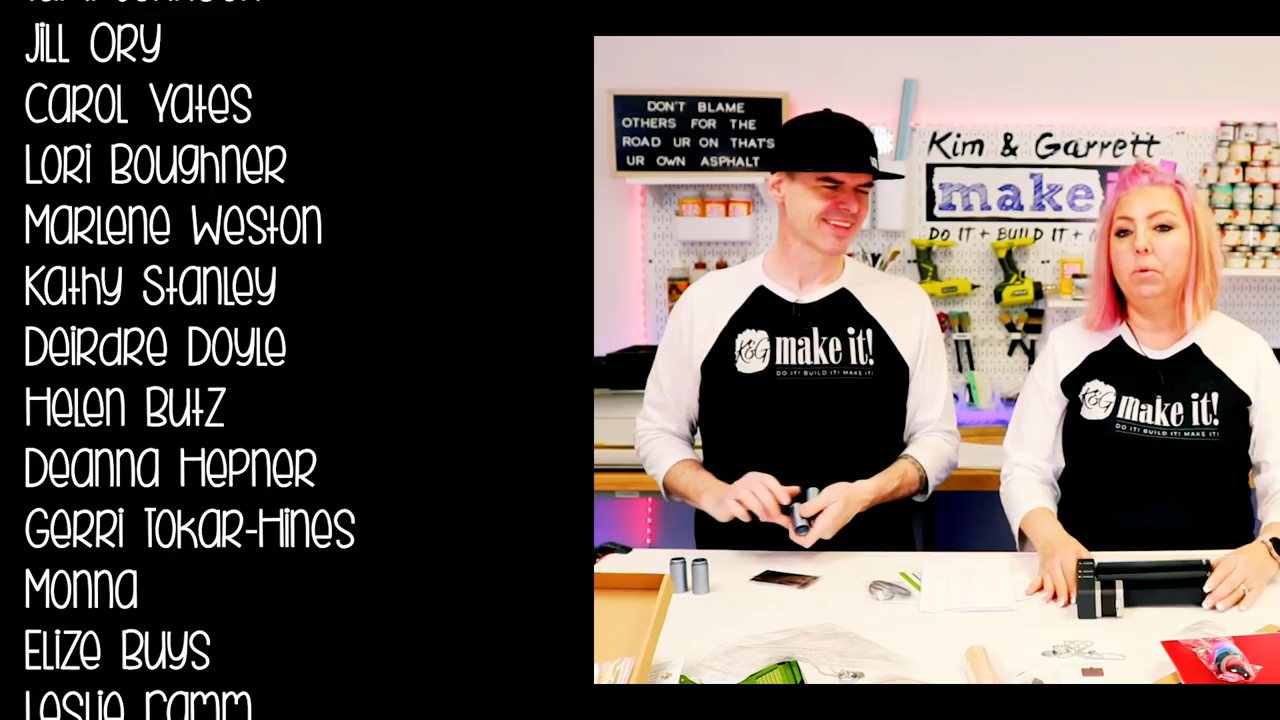 Jill Ory
Carol Yates
Lori Boughner
Marlene Weston
Kathy Stanley
Deirdre Doyle
Helen Butz
Deanna Hepner
Gerri Tokar-Hines
Monna
Elize Buys
DON'T BLAME
OTHERS FOR THE
ROAD UR ON THAT'S
UR OWN ASPHALT
Kim & Garrett
make
DO IT + BUILD IT +
K&G make it!
DO IT! BUILD IT! MAKE IT!
K&G make it!
DO IT! BUILD IT! MAKE IT!